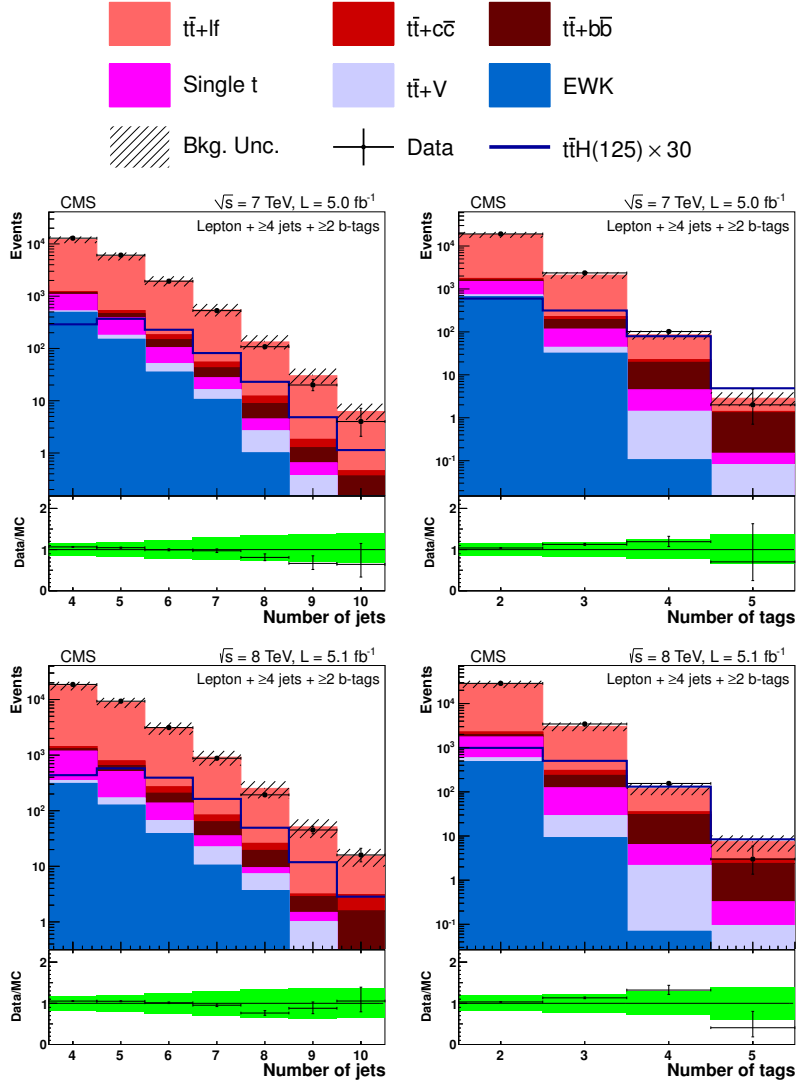 tt̄+lf
tt̄+cc̄
tt̄+bb̄
Single t
tt̄+V
EWK
Bkg. Unc.
Data
tt̄H(125) × 30
CMS √s = 7 TeV, L = 5.0 fb⁻¹
Lepton + ≥4 jets + ≥2 b-tags
Events
10⁴
10³
10²
10
1
Data/MC
2
1
0
4 5 6 7 8 9 10
Number of jets
CMS √s = 7 TeV, L = 5.0 fb⁻¹
Lepton + ≥4 jets + ≥2 b-tags
Events
10⁵
10⁴
10³
10²
10
1
10⁻¹
Data/MC
2
1
0
2 3 4 5
Number of tags
CMS √s = 8 TeV, L = 5.1 fb⁻¹
Lepton + ≥4 jets + ≥2 b-tags
Events
10⁴
10³
10²
10
1
Data/MC
2
1
0
4 5 6 7 8 9 10
Number of jets
CMS √s = 8 TeV, L = 5.1 fb⁻¹
Lepton + ≥4 jets + ≥2 b-tags
Events
10⁵
10⁴
10³
10²
10
1
10⁻¹
Data/MC
2
1
0
2 3 4 5
Number of tags